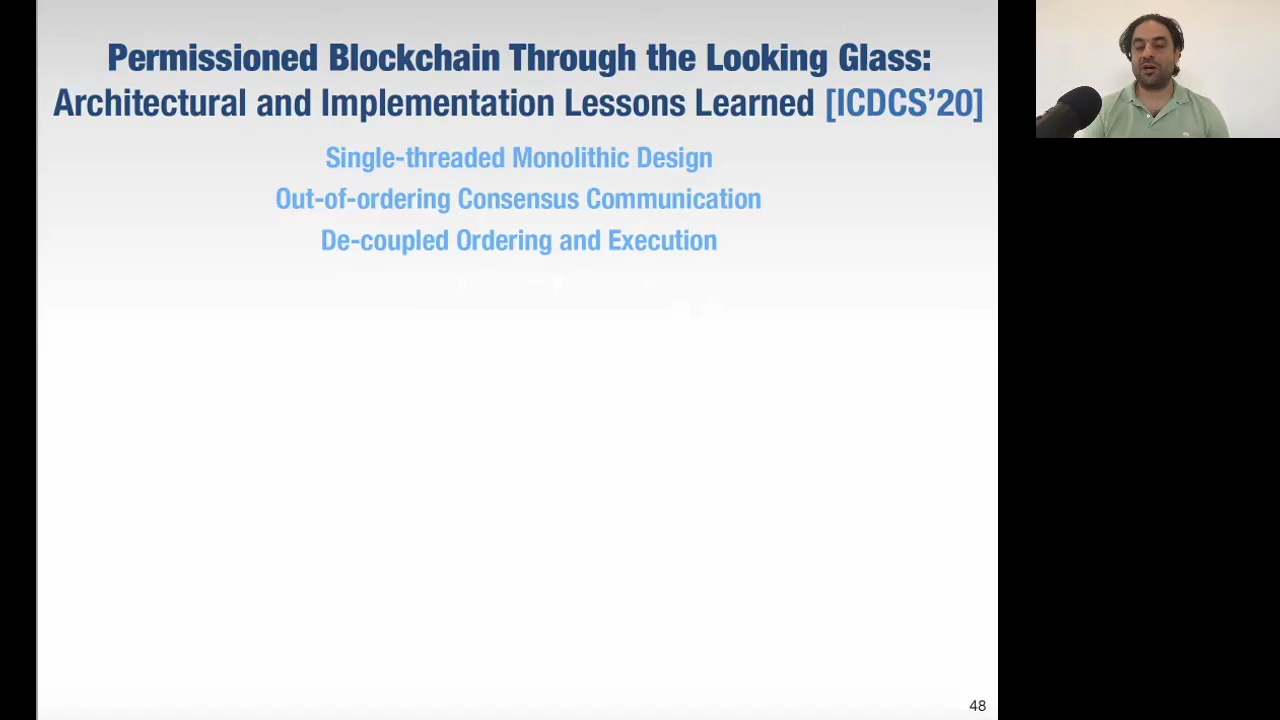 Permissioned Blockchain Through the Looking Glass:
Architectural and Implementation Lessons Learned [ICDCS'20]
Single-threaded Monolithic Design
Out-of-ordering Consensus Communication
De-coupled Ordering and Execution
48